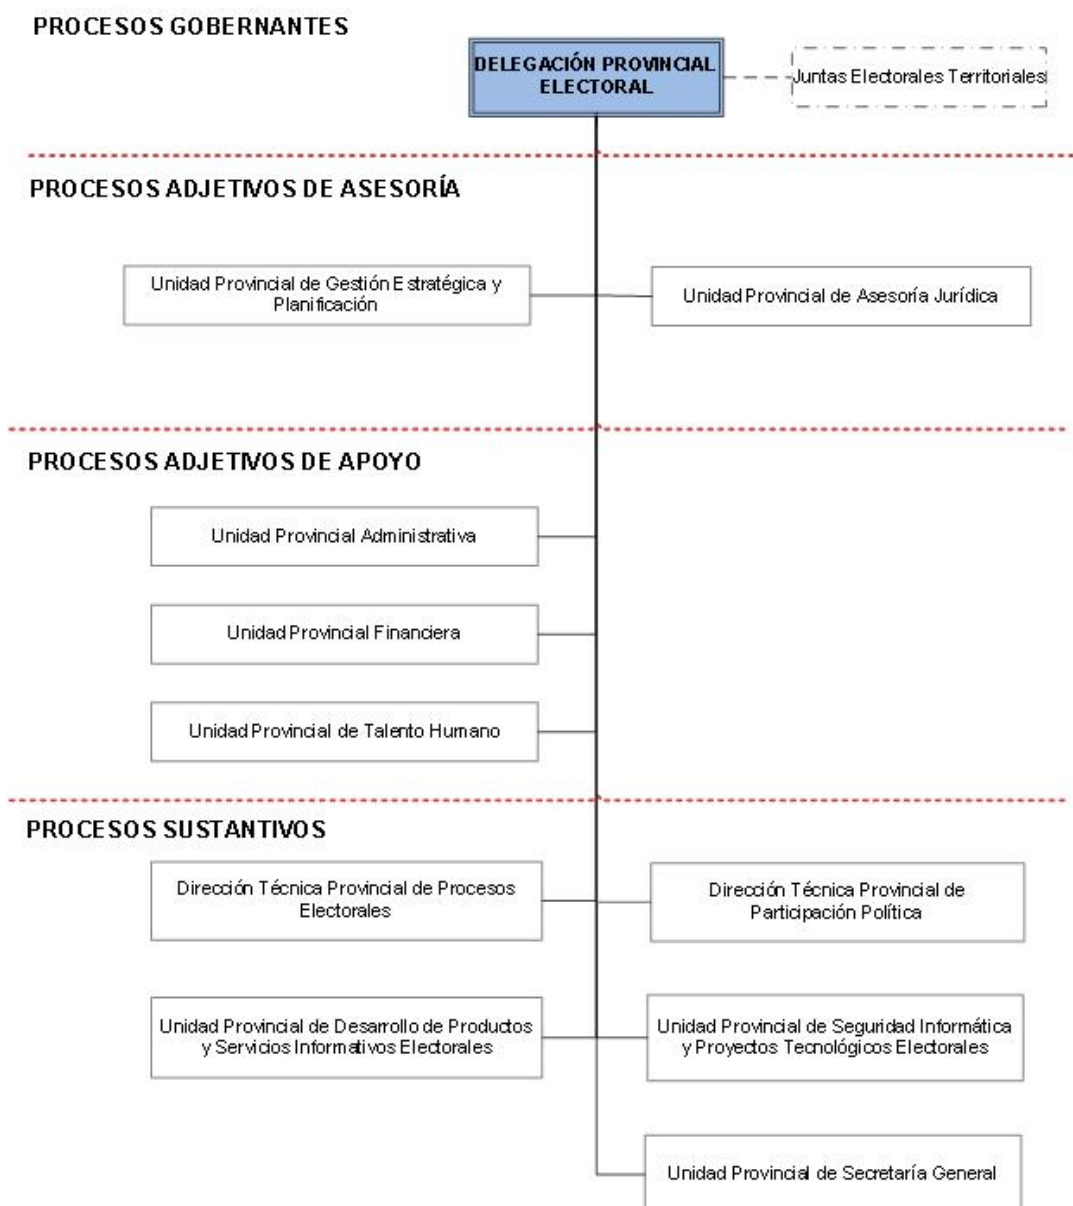 PROCESOS GOBERNANTES
DELEGACIÓN PROVINCIAL
ELECTORAL
Juntas Electorales Territoriales
PROCESOS ADJETIVOS DE ASESORÍA
Unidad Provincial de Gestión Estratégica y
Planificación
Unidad Provincial de Asesoría Jurídica
PROCESOS ADJETIVOS DE APOYO
Unidad Provincial Administrativa
Unidad Provincial Financiera
Unidad Provincial de Talento Humano
PROCESOS SUSTANTIVOS
Dirección Técnica Provincial de Procesos
Electorales
Dirección Técnica Provincial de
Participación Política
Unidad Provincial de Desarrollo de Productos
y Servicios Informativos Electorales
Unidad Provincial de Seguridad Informática
y Proyectos Tecnológicos Electorales
Unidad Provincial de Secretaría General